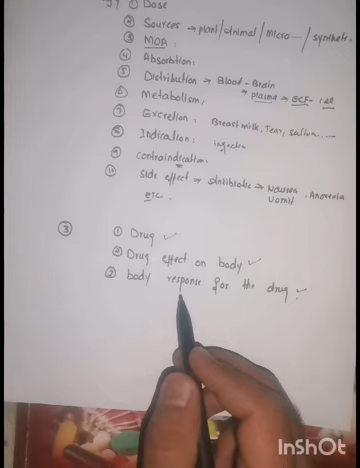 ① Dose
② Sources → plant/animal/micro--/synthetic
③ MOA:
④ Absorbtion:
⑤ Distribution → Blood-Brain
→ plasma → ECF- cell
⑥ Metabolism,
⑦ Excretion, Breast milk, Tear, saliva...
⑧ Indication: Injectn
⑨ Contraindication.
⑩ Side effect → Antibiotic → Nausea, Anorexia
Vomit
ETC.
③
① Drug ✓
② Drug effect on body ✓
③ body response for the drug ✓
InShOt